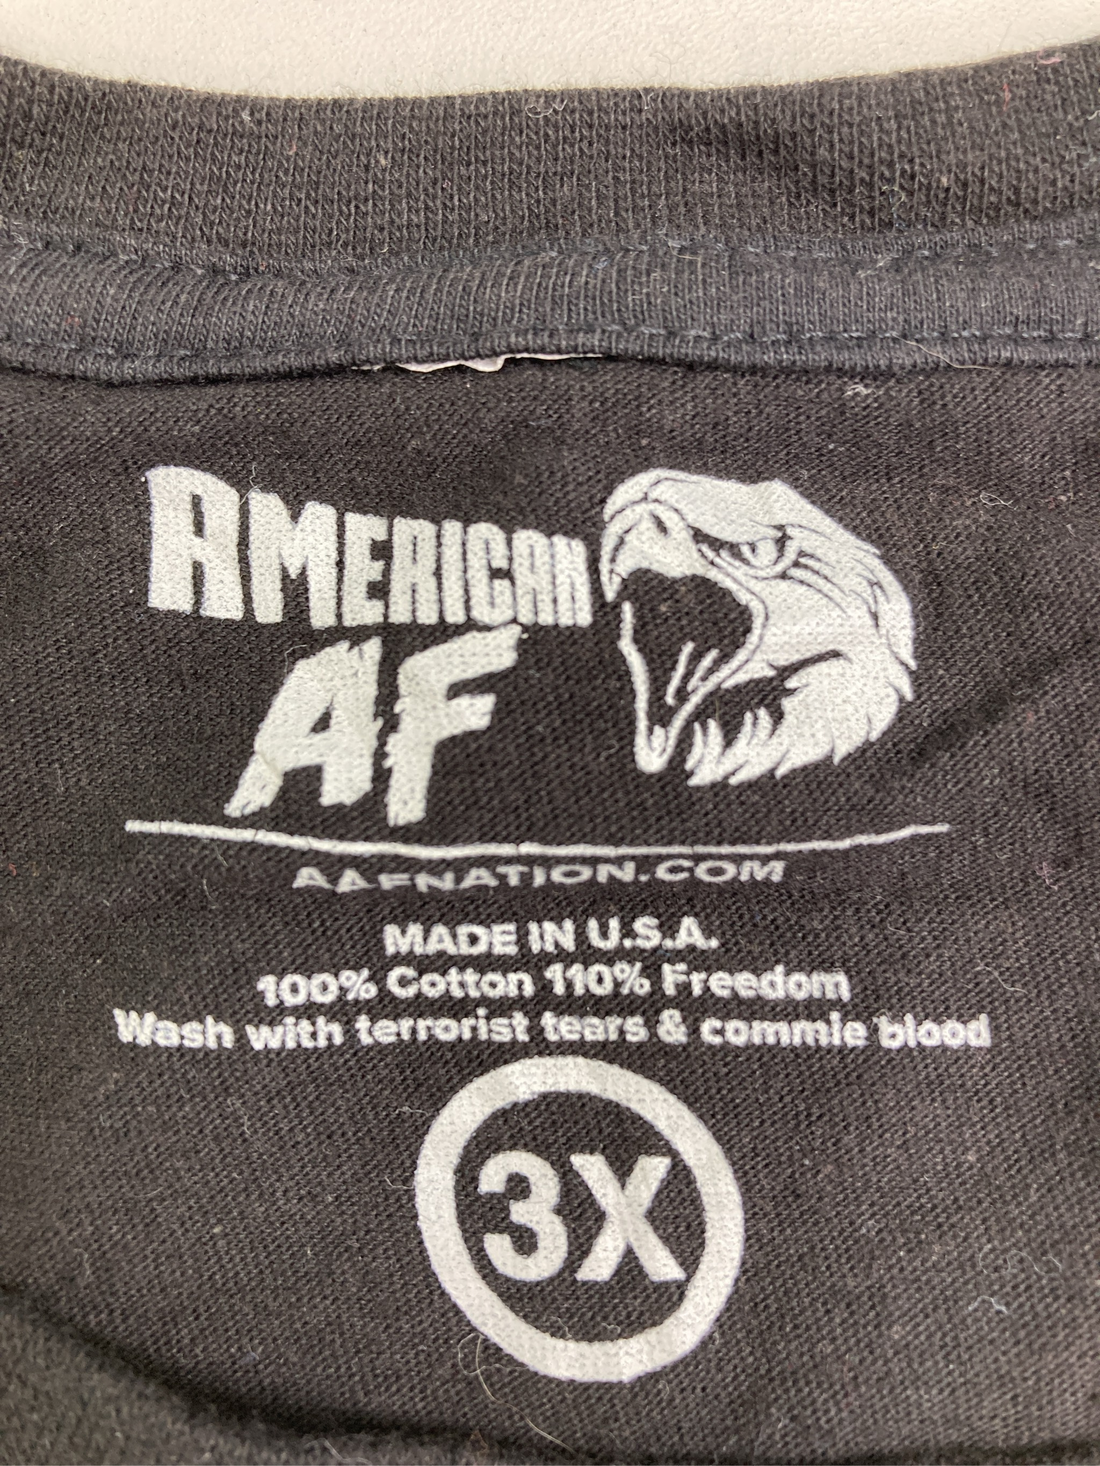 AMERICAN
AF
AAFNATION.COM
MADE IN U.S.A.
100% Cotton 110% Freedom
Wash with terrorist tears & commie blood
3X